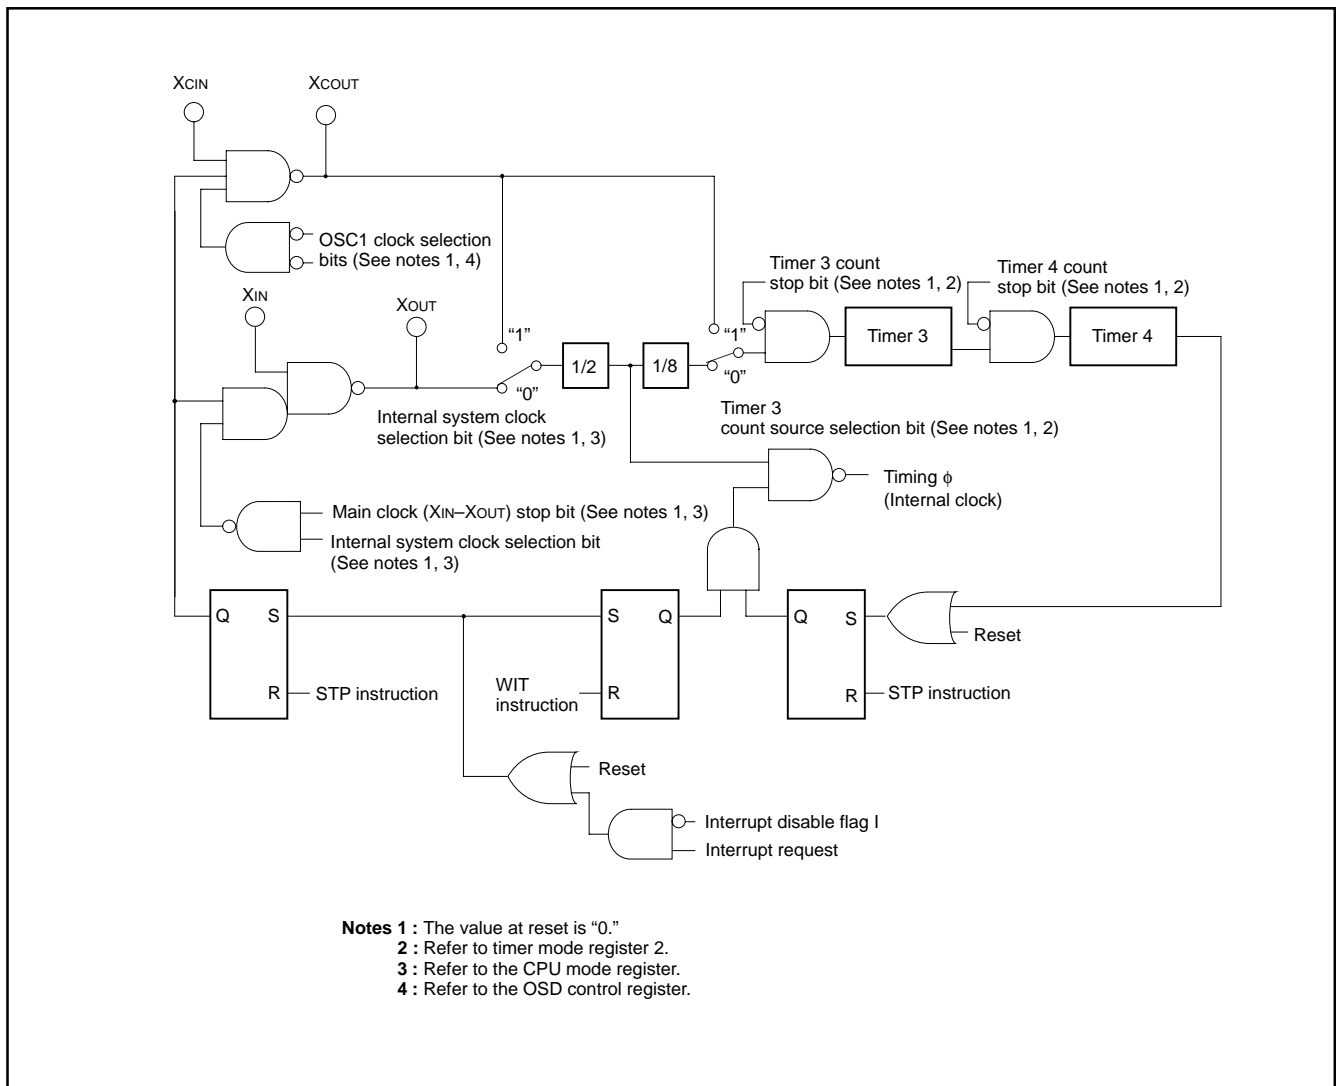 XCIN
XCOUT
OSC1 clock selection
bits (See notes 1, 4)
XIN
XOUT
“1”
“0”
Internal system clock
selection bit (See notes 1, 3)
1/2
1/8
“1”
“0”
Timer 3 count
stop bit (See notes 1, 2)
Timer 3
Timer 4 count
stop bit (See notes 1, 2)
Timer 4
Timer 3
count source selection bit (See notes 1, 2)
Timing ϕ
(Internal clock)
Main clock (XIN–XOUT) stop bit (See notes 1, 3)
Internal system clock selection bit
(See notes 1, 3)
Q S
R
STP instruction
S Q
R
WIT
instruction
Q S
R
STP instruction
Reset
Reset
Interrupt disable flag I
Interrupt request
Notes 1 : The value at reset is “0.”
2 : Refer to timer mode register 2.
3 : Refer to the CPU mode register.
4 : Refer to the OSD control register.